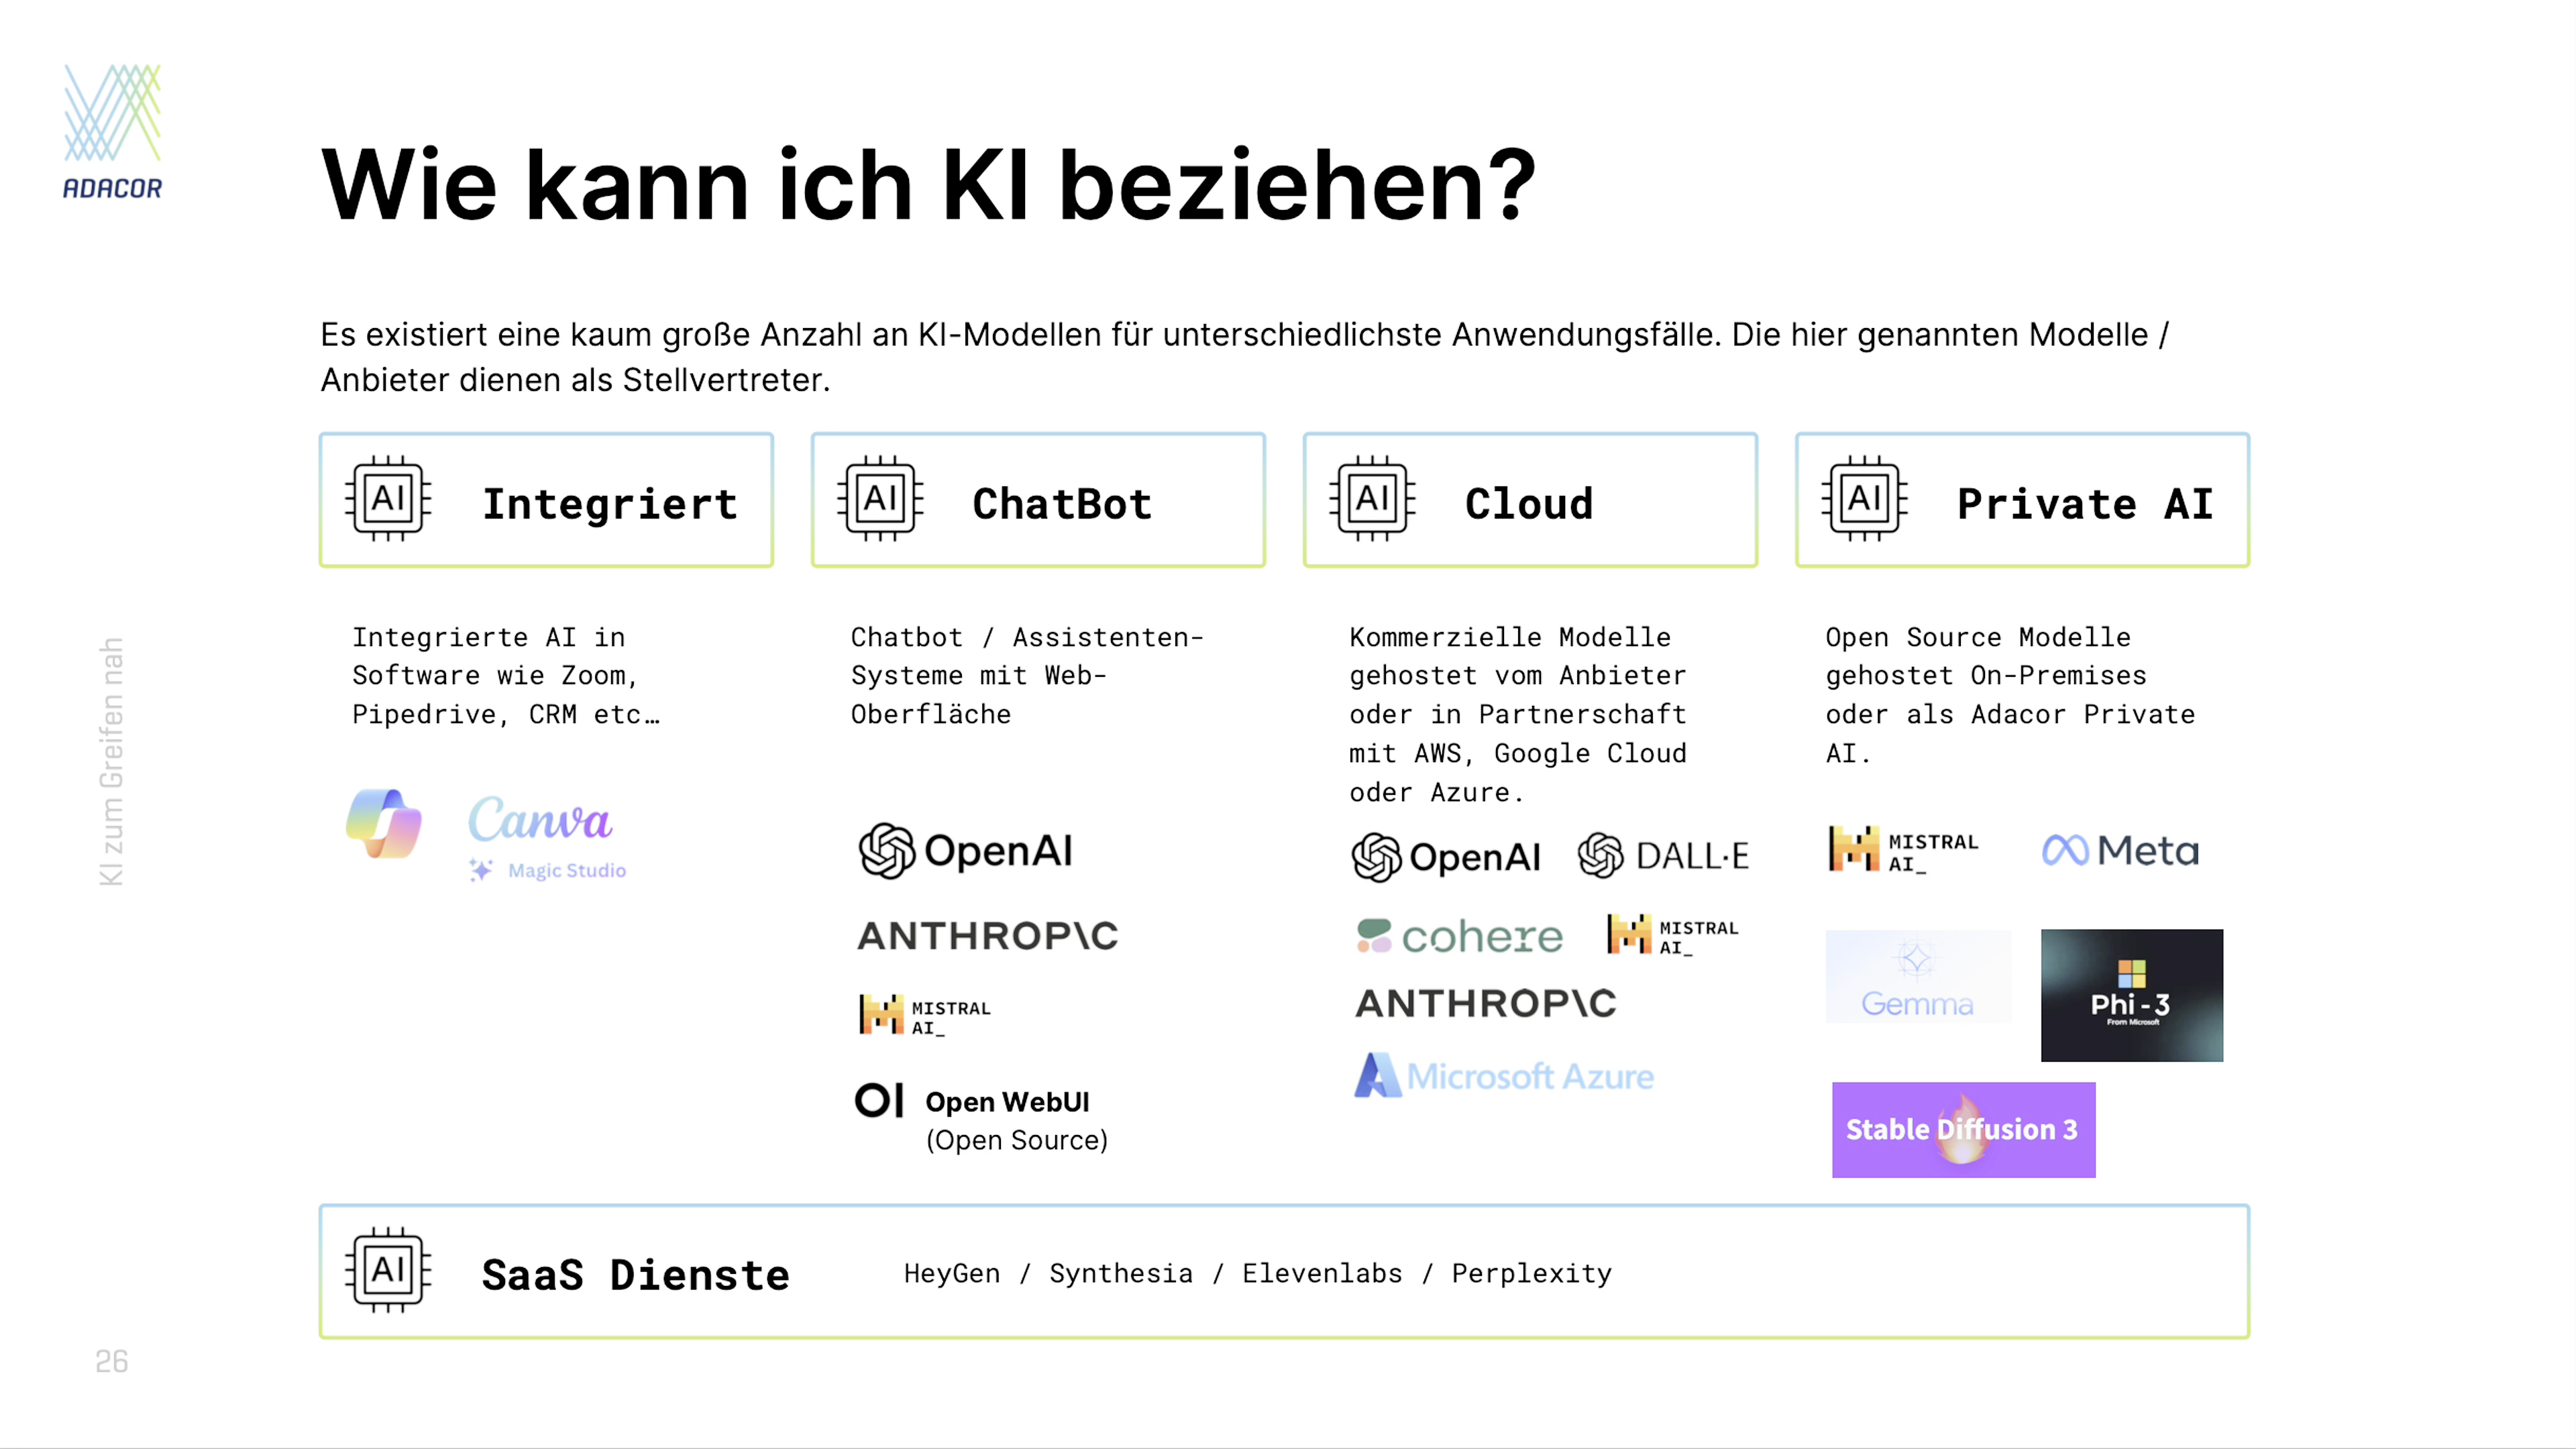 ADACOR
Wie kann ich KI beziehen?
Es existiert eine kaum große Anzahl an KI-Modellen für unterschiedlichste Anwendungsfälle. Die hier genannten Modelle /
Anbieter dienen als Stellvertreter.
AI Integriert
Integrierte AI in
Software wie Zoom,
Pipedrive, CRM etc…
Canva
Magic Studio
AI ChatBot
Chatbot / Assistenten-
Systeme mit Web-
Oberfläche
OpenAI
ANTHROP\C
MISTRAL
AI_
OI Open WebUI
(Open Source)
AI Cloud
Kommerzielle Modelle
gehostet vom Anbieter
oder in Partnerschaft
mit AWS, Google Cloud
oder Azure.
OpenAI DALL·E
cohere
MISTRAL
AI_
ANTHROP\C
Microsoft Azure
AI Private AI
Open Source Modelle
gehostet On-Premises
oder als Adacor Private
AI.
MISTRAL
AI_
Meta
Gemma
Phi-3
From Microsoft
Stable Diffusion 3
AI SaaS Dienste HeyGen / Synthesia / Elevenlabs / Perplexity
KI zum Greifen nah
26